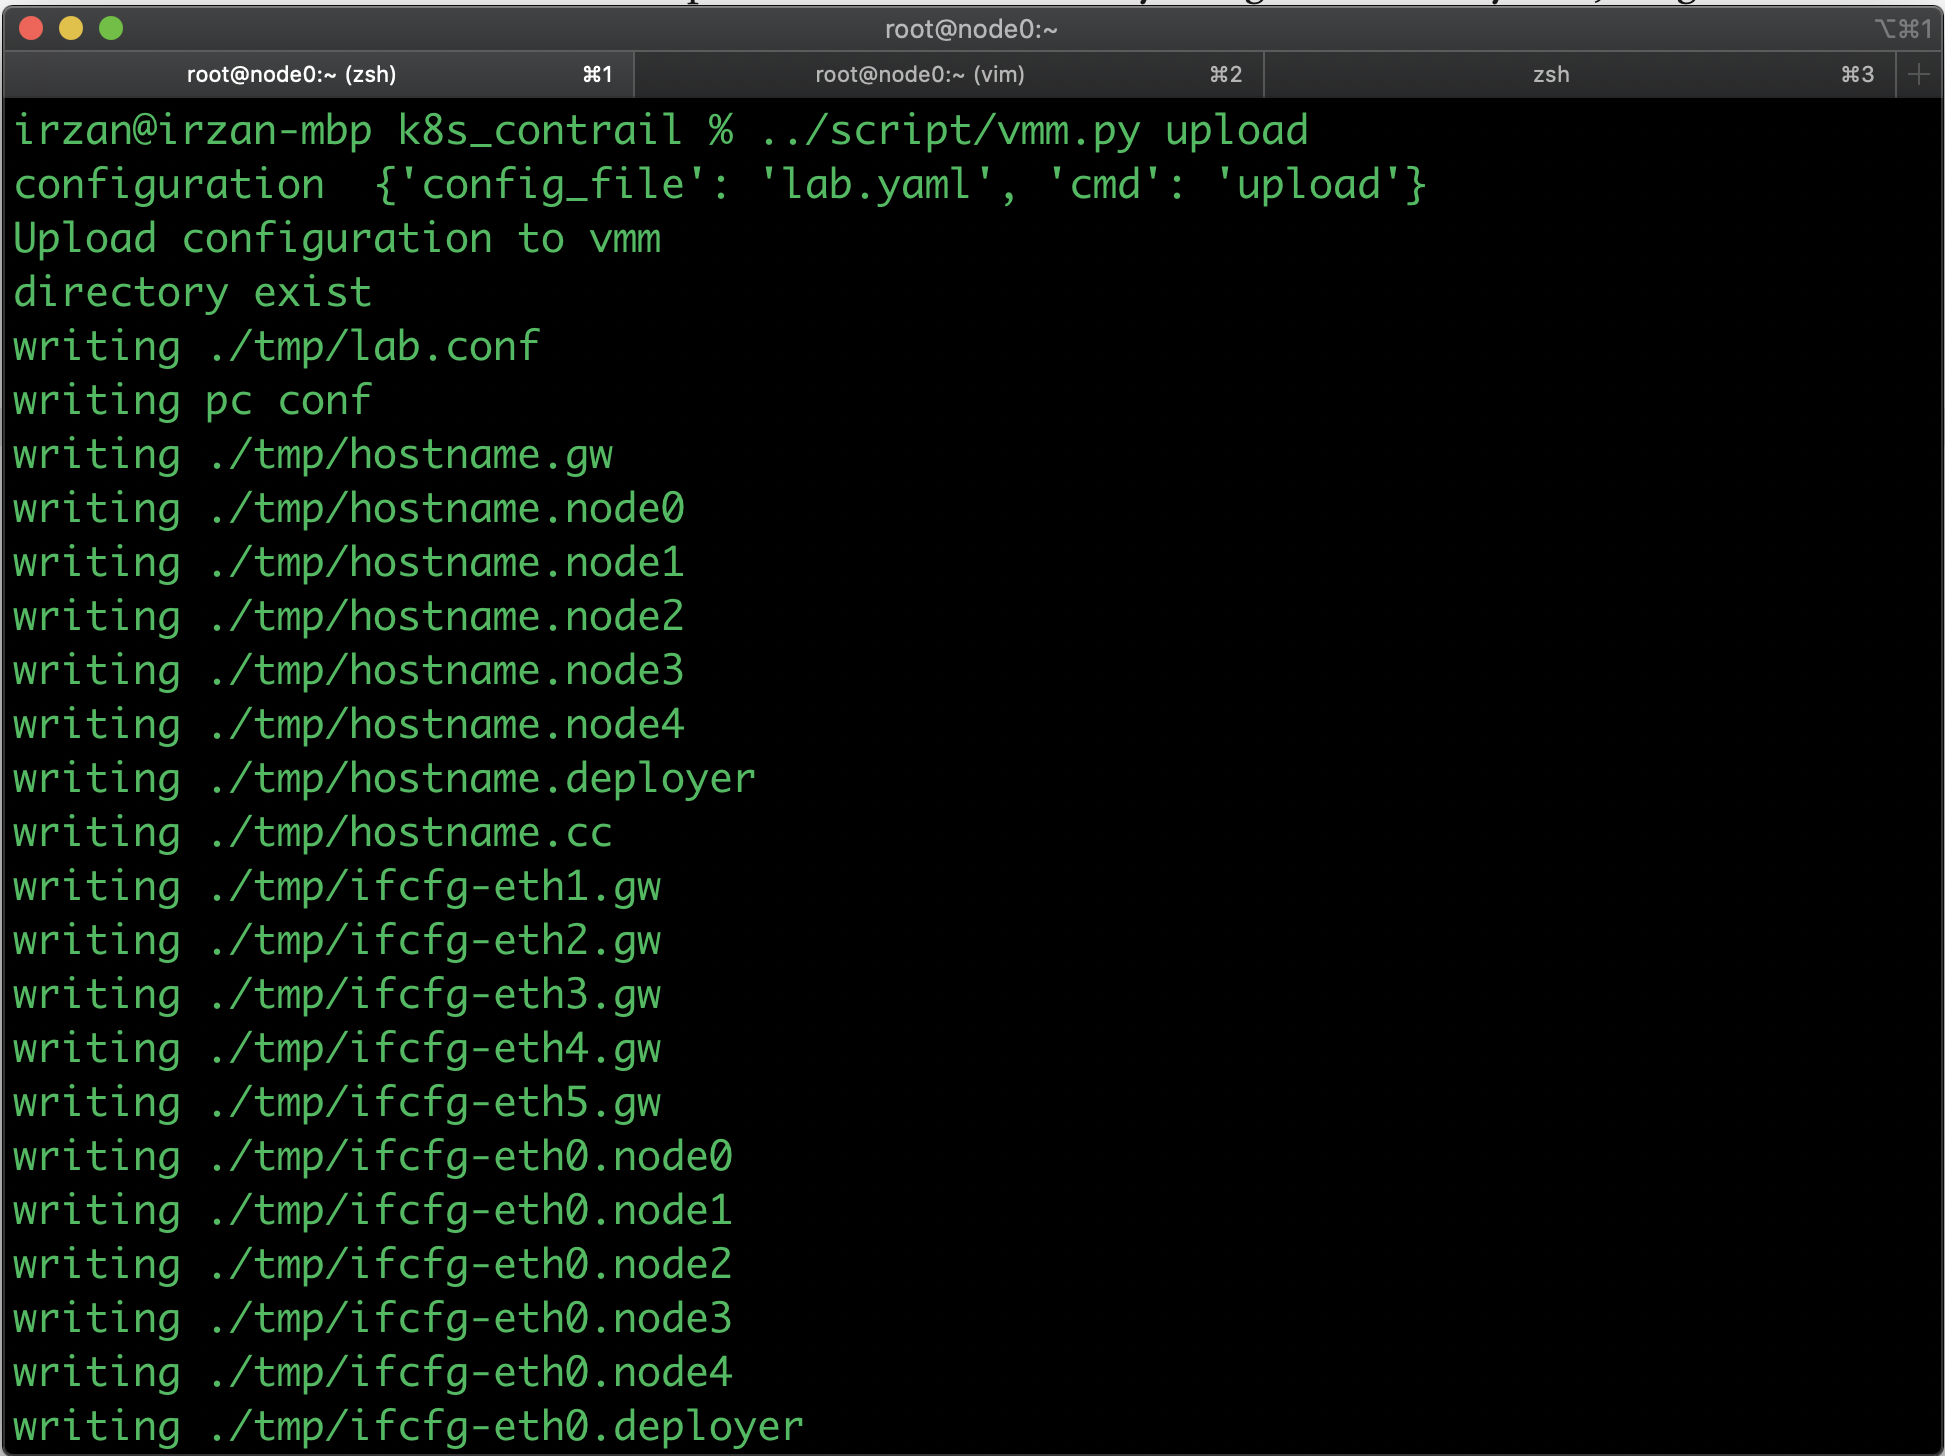 root@node0:~ ⌥⌘1
root@node0:~ (zsh) ⌘1 root@node0:~ (vim) ⌘2 zsh ⌘3 +
irzan@irzan-mbp k8s_contrail % ../script/vmm.py upload
configuration  {'config_file': 'lab.yaml', 'cmd': 'upload'}
Upload configuration to vmm
directory exist
writing ./tmp/lab.conf
writing pc conf
writing ./tmp/hostname.gw
writing ./tmp/hostname.node0
writing ./tmp/hostname.node1
writing ./tmp/hostname.node2
writing ./tmp/hostname.node3
writing ./tmp/hostname.node4
writing ./tmp/hostname.deployer
writing ./tmp/hostname.cc
writing ./tmp/ifcfg-eth1.gw
writing ./tmp/ifcfg-eth2.gw
writing ./tmp/ifcfg-eth3.gw
writing ./tmp/ifcfg-eth4.gw
writing ./tmp/ifcfg-eth5.gw
writing ./tmp/ifcfg-eth0.node0
writing ./tmp/ifcfg-eth0.node1
writing ./tmp/ifcfg-eth0.node2
writing ./tmp/ifcfg-eth0.node3
writing ./tmp/ifcfg-eth0.node4
writing ./tmp/ifcfg-eth0.deployer